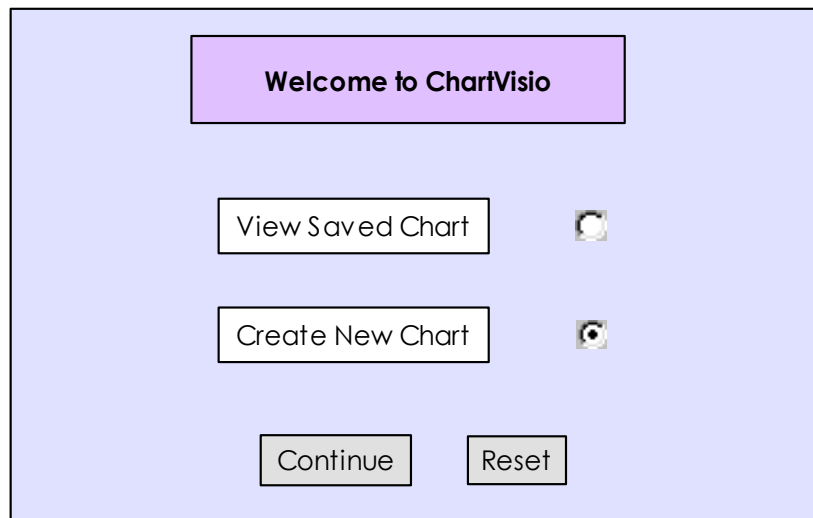 Welcome to ChartVisio
View Saved Chart
Create New Chart
Continue
Reset